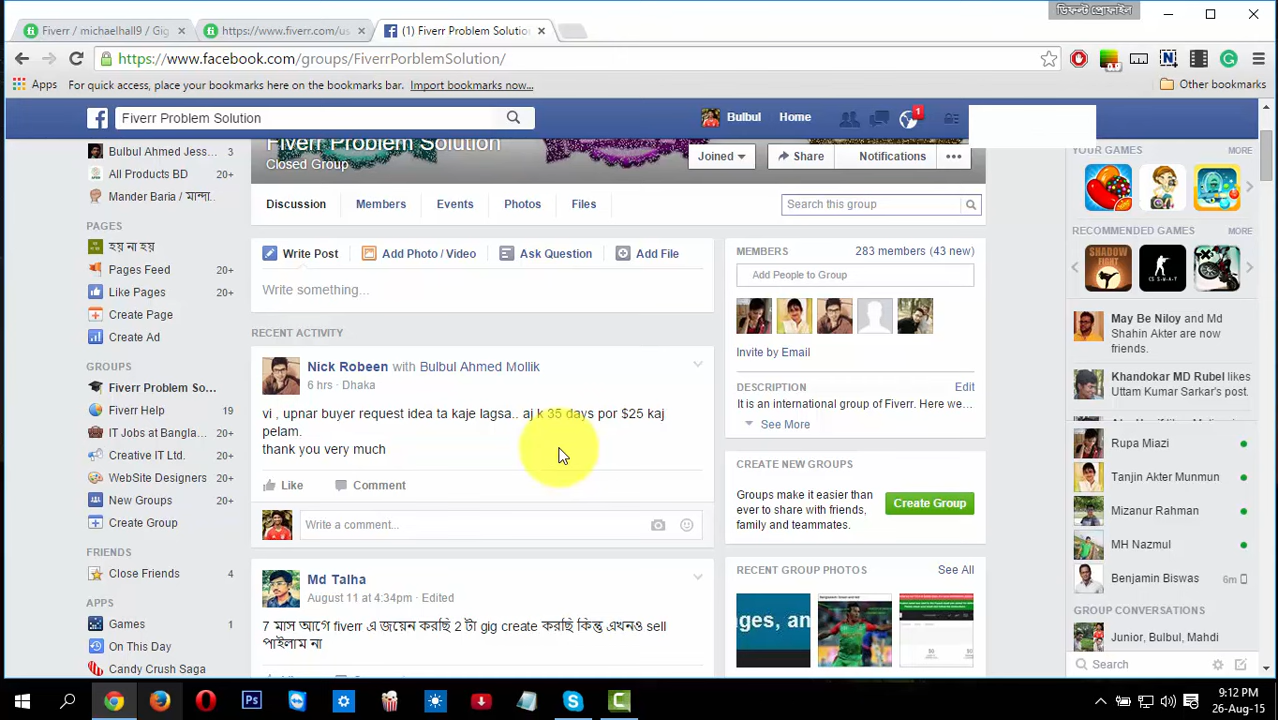 ডিফল্ট প্রোফাইল
Fiverr / michaelhall9 / Gig
https://www.fiverr.com/us
(1) Fiverr Problem Solutio
https://www.facebook.com/groups/FiverrPorblemSolution/
Apps For quick access, place your bookmarks here on the bookmarks bar. Import bookmarks now... Other bookmarks
Fiverr Problem Solution
Bulbul Home 1
Fiverr Problem Solution
Closed Group
Joined Share Notifications
Discussion Members Events Photos Files Search this group
Bulbul Ahmed Jess... 3
All Products BD
Mander Baria / মান্দা..
PAGES
হয় না হয়
Pages Feed 20+
Like Pages 20+
Create Page
Create Ad
GROUPS
Fiverr Problem So...
Fiverr Help 19
IT Jobs at Bangla... 20+
Creative IT Ltd. 20+
WebSite Designers 20+
New Groups 20+
Create Group
FRIENDS
Close Friends 4
APPS
Games 1
On This Day
Candy Crush Saga
Write Post Add Photo / Video Ask Question Add File
Write something...
RECENT ACTIVITY
Nick Robeen with Bulbul Ahmed Mollik
6 hrs · Dhaka
vi , upnar buyer request idea ta kaje lagsa.. aj k 35 days por $25 kaj
pelam.
thank you very much
Like Comment
Write a comment...
Md Talha
August 11 at 4:34pm · Edited
7 মাস আগে fiverr এ জয়েন করছি 2 টা gig create করছি কিন্তু এখনও sell
পাইলাম না
MEMBERS 283 members (43 new)
Add People to Group
Invite by Email
DESCRIPTION Edit
It is an international group of Fiverr. Here we...
See More
CREATE NEW GROUPS
Groups make it easier than
ever to share with friends,
family and teammates.
Create Group
RECENT GROUP PHOTOS See All
ges, an
YOUR GAMES MORE
RECOMMENDED GAMES MORE
SHADOW
FIGHT
May Be Niloy and Md
Shahin Akter are now
friends.
Khandokar MD Rubel likes
Uttam Kumar Sarkar's post.
Rupa Miazi
Tanjin Akter Munmun
Mizanur Rahman
MH Nazmul
Benjamin Biswas 6m
GROUP CONVERSATIONS
Junior, Bulbul, Mahdi
Search
Ps
9:12 PM
26-Aug-15